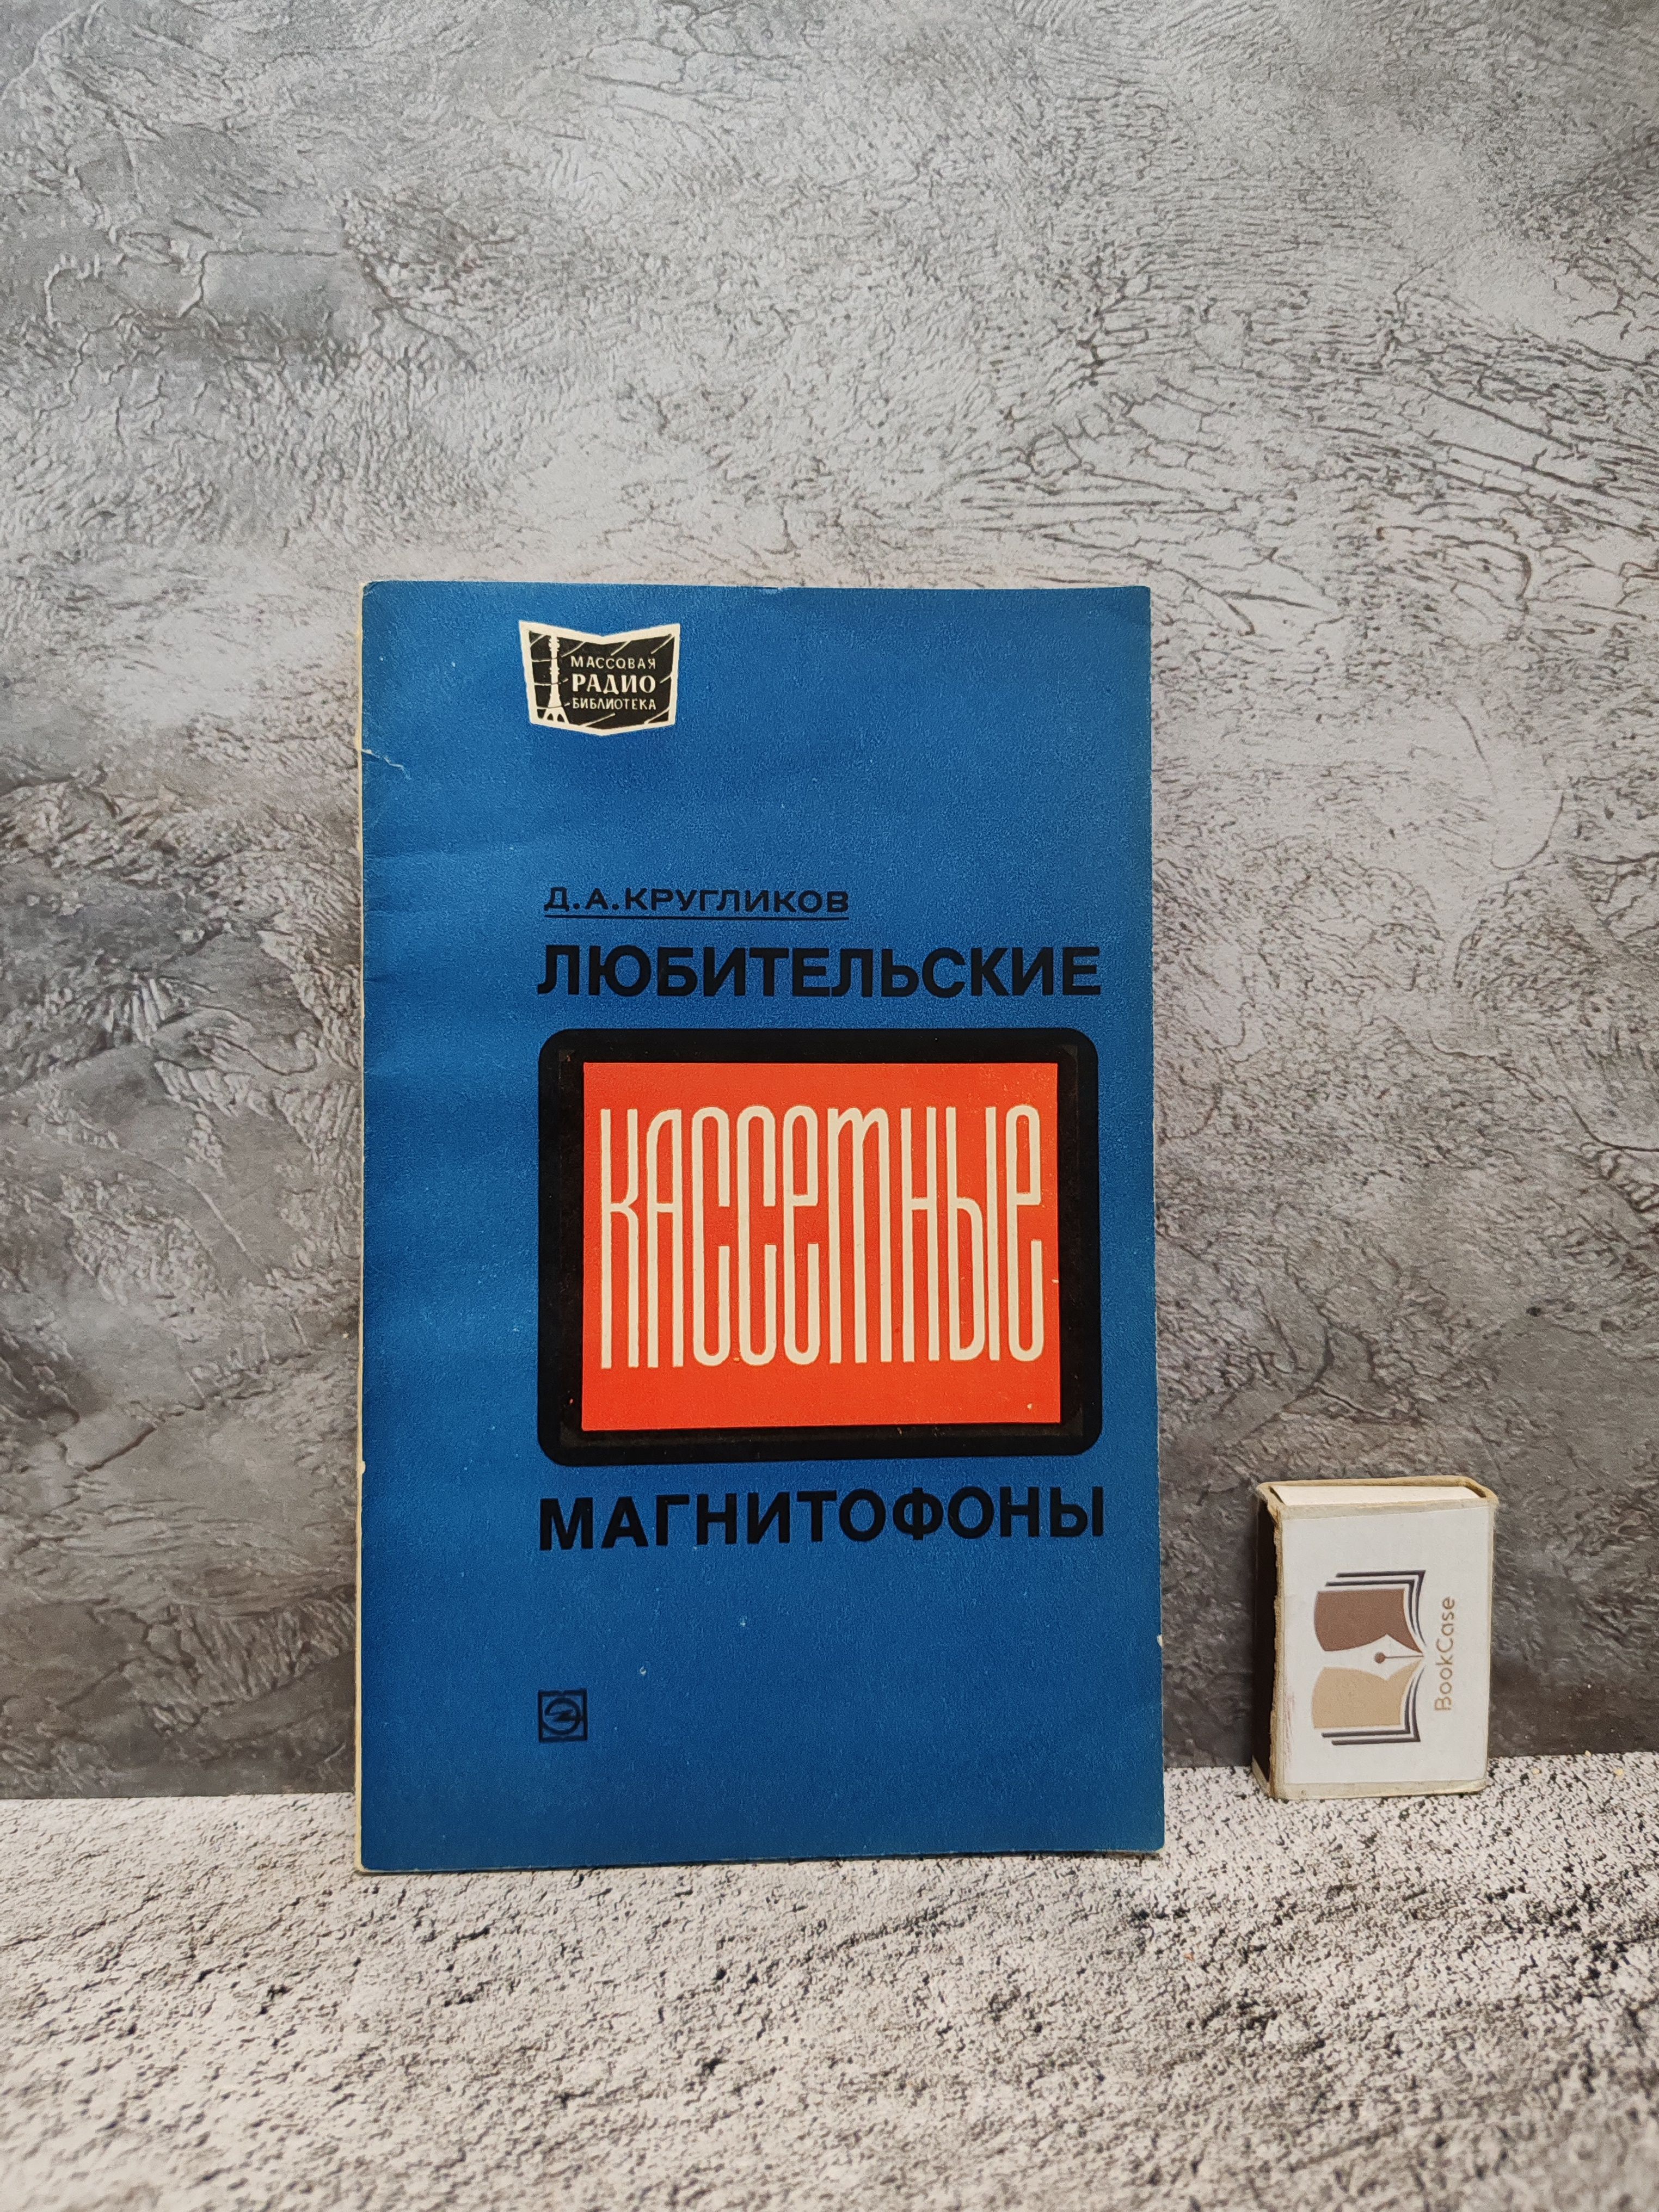 МАССОВАЯ
РАДИО
БИБЛИОТЕКА
Д.А.КРУГЛИКОВ
ЛЮБИТЕЛЬСКИЕ
КАССЕТНЫЕ
МАГНИТОФОНЫ
BookCase